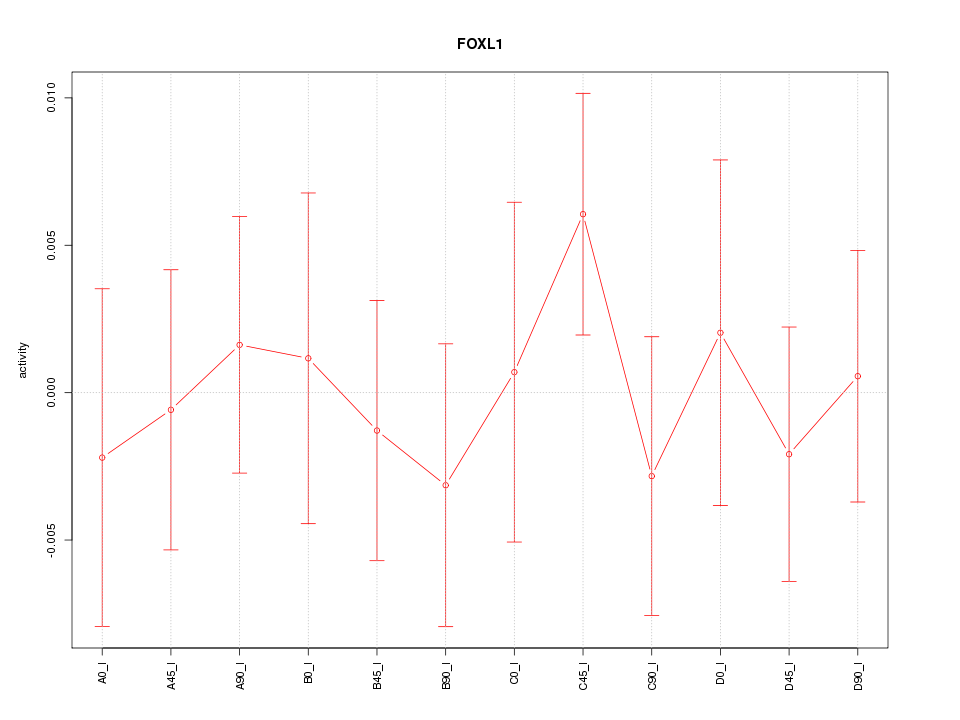 FOXL1
activity
0.010
0.005
0.000
-0.005
A0_I
A45_I
A90_I
B0_I
B45_I
B90_I
C0_I
C45_I
C90_I
D0_I
D45_I
D90_I